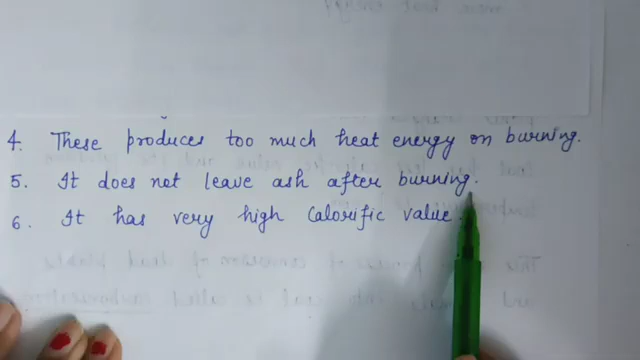 4. These produces too much heat energy on burning.
5. It does not leave ash after burning.
6. It has very high calorific value.